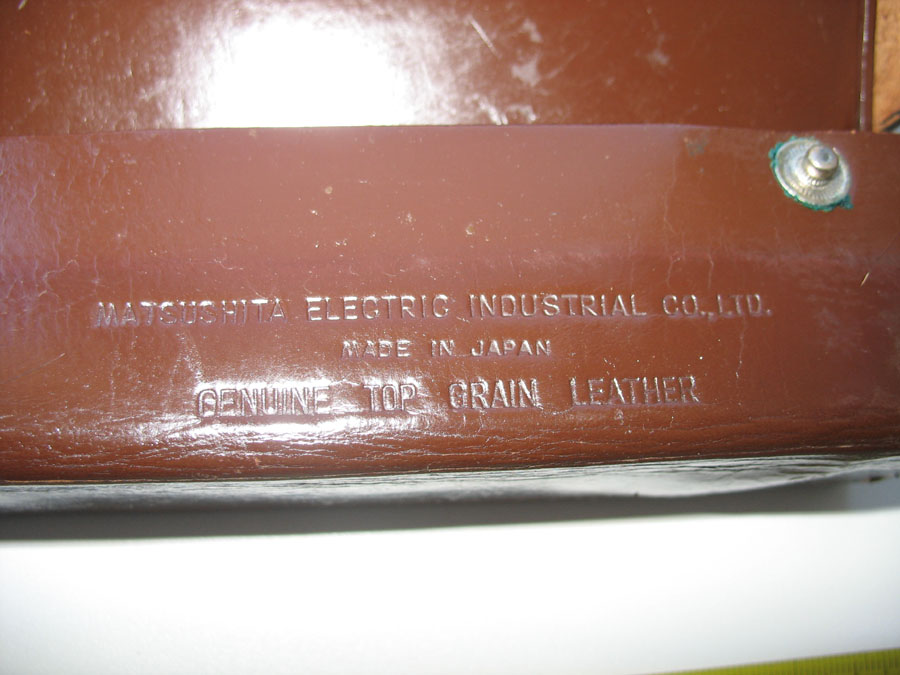 MATSUSHITA ELECTRIC INDUSTRIAL CO.,LTD.
MADE IN JAPAN
GENUINE TOP GRAIN LEATHER